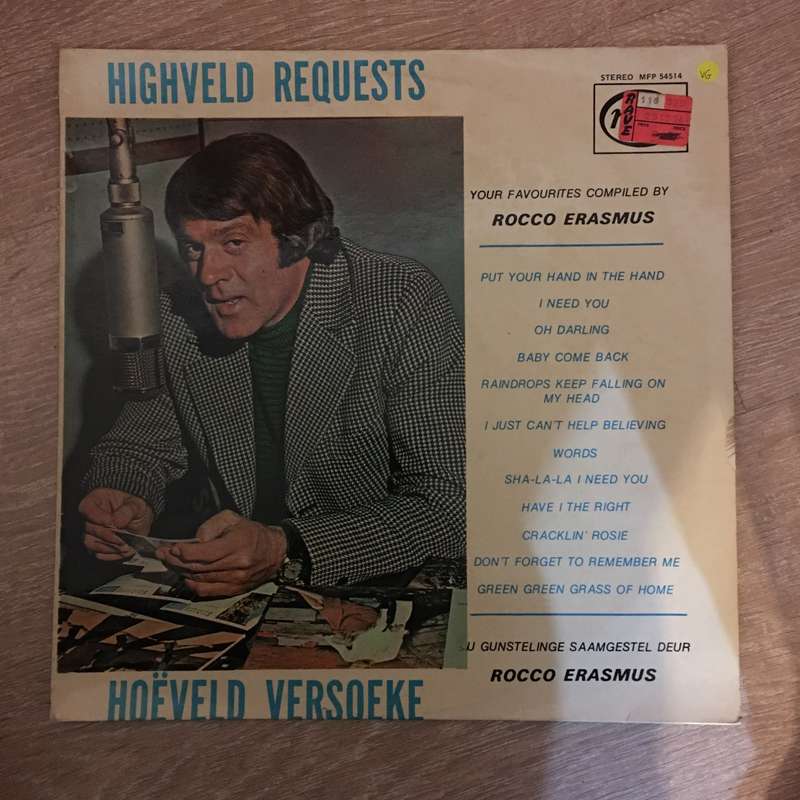 HIGHVELD REQUESTS
STEREO MFP 54514
VG
RAVE
YOUR FAVOURITES COMPILED BY
ROCCO ERASMUS
PUT YOUR HAND IN THE HAND
I NEED YOU
OH DARLING
BABY COME BACK
RAINDROPS KEEP FALLING ON
MY HEAD
I JUST CAN'T HELP BELIEVING
WORDS
SHA-LA-LA I NEED YOU
HAVE I THE RIGHT
CRACKLIN' ROSIE
DON'T FORGET TO REMEMBER ME
GREEN GREEN GRASS OF HOME
GUNSTELINGE SAAMGESTEL DEUR
ROCCO ERASMUS
HOËVELD VERSOEKE